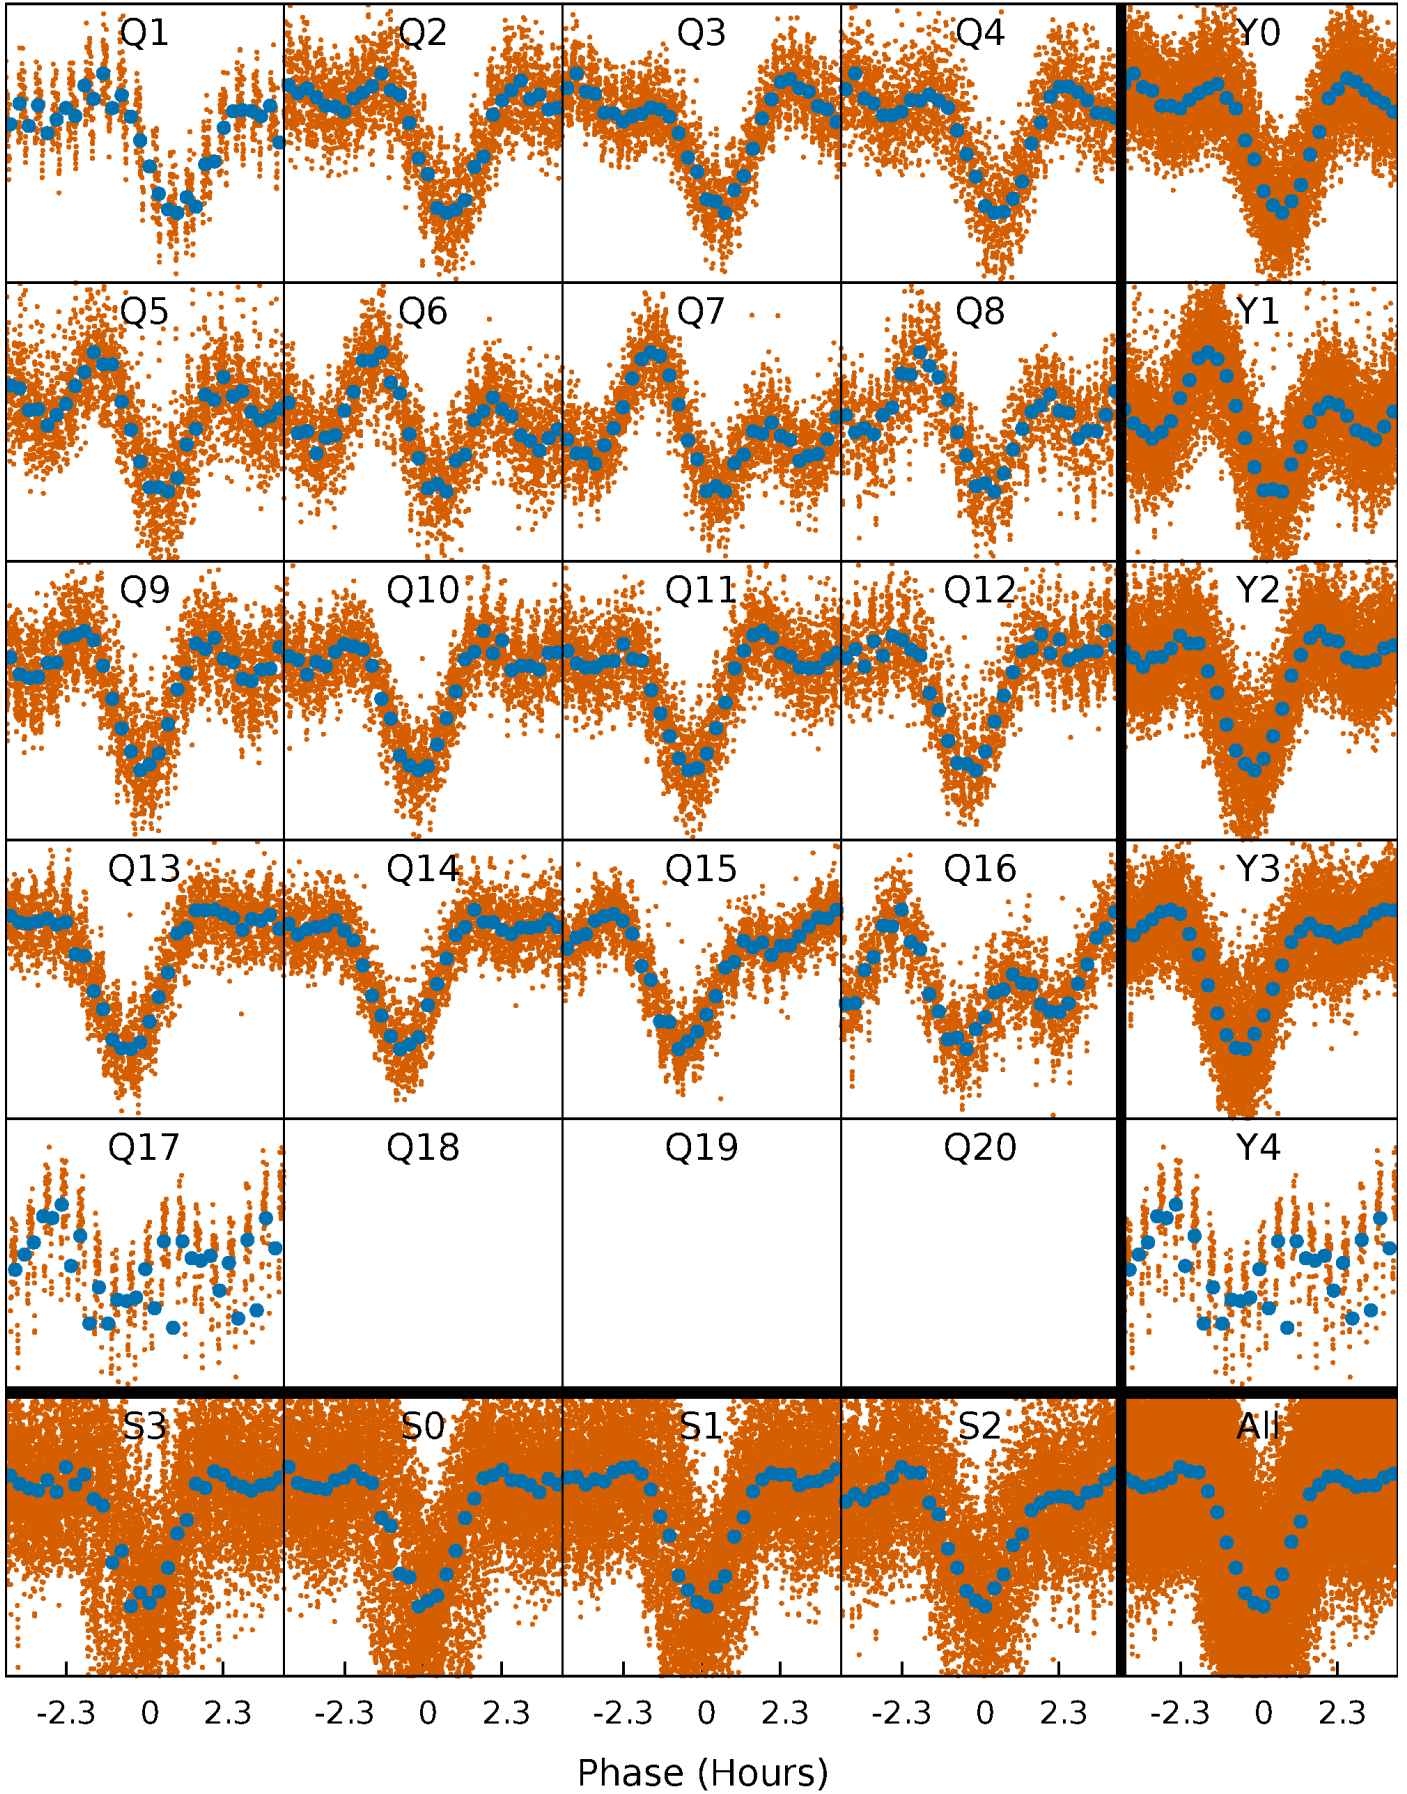 Q1 Q2 Q3 Q4 Y0
Q5 Q6 Q7 Q8 Y1
Q9 Q10 Q11 Q12 Y2
Q13 Q14 Q15 Q16 Y3
Q17 Q18 Q19 Q20 Y4
S3 S0 S1 S2 All
-2.3 0 2.3 -2.3 0 2.3 -2.3 0 2.3 -2.3 0 2.3 -2.3 0 2.3
Phase (Hours)